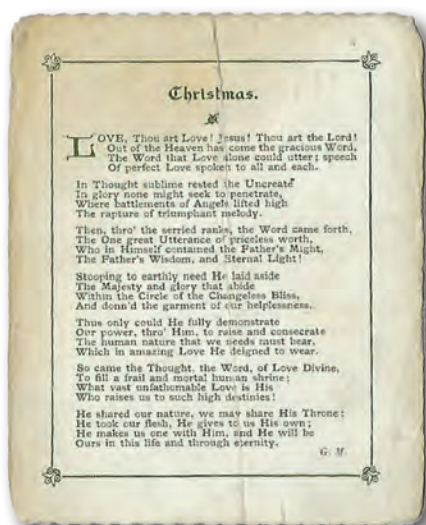 Christmas.
LOVE, Thou art Love! Jesus! Thou art the Lord!
Out of the Heaven has come the gracious Word,
The Word that Love alone could utter; speech
Of perfect Love spoken to all and each.
In Thought sublime rested the Uncreate
In glory none might seek to penetrate,
Where battlements of Angels lifted high
The rapture of triumphant melody.
Then, thro' the serried ranks, the Word came forth,
The One great Utterance of priceless worth,
Who in Himself contained the Father's Might,
The Father's Wisdom, and Eternal Light!
Stooping to earthly need He laid aside
The Majesty and glory that abide
Within the Circle of the Changeless Bliss,
And donn'd the garment of our helplessness.
Thus only could He fully demonstrate
Our power, thro' Him, to raise and consecrate
The human nature that we needs must bear,
Which in amazing Love He deigned to wear.
So came the Thought, the Word, of Love Divine,
To fill a frail and mortal human shrine;
What vast unfathomable Love is His
Who raises us to such high destinies!
He shared our nature, we may share His Throne;
He took our flesh, He gives to us His own;
He makes us one with Him, and He will be
Ours in this life and through eternity.
G. M.